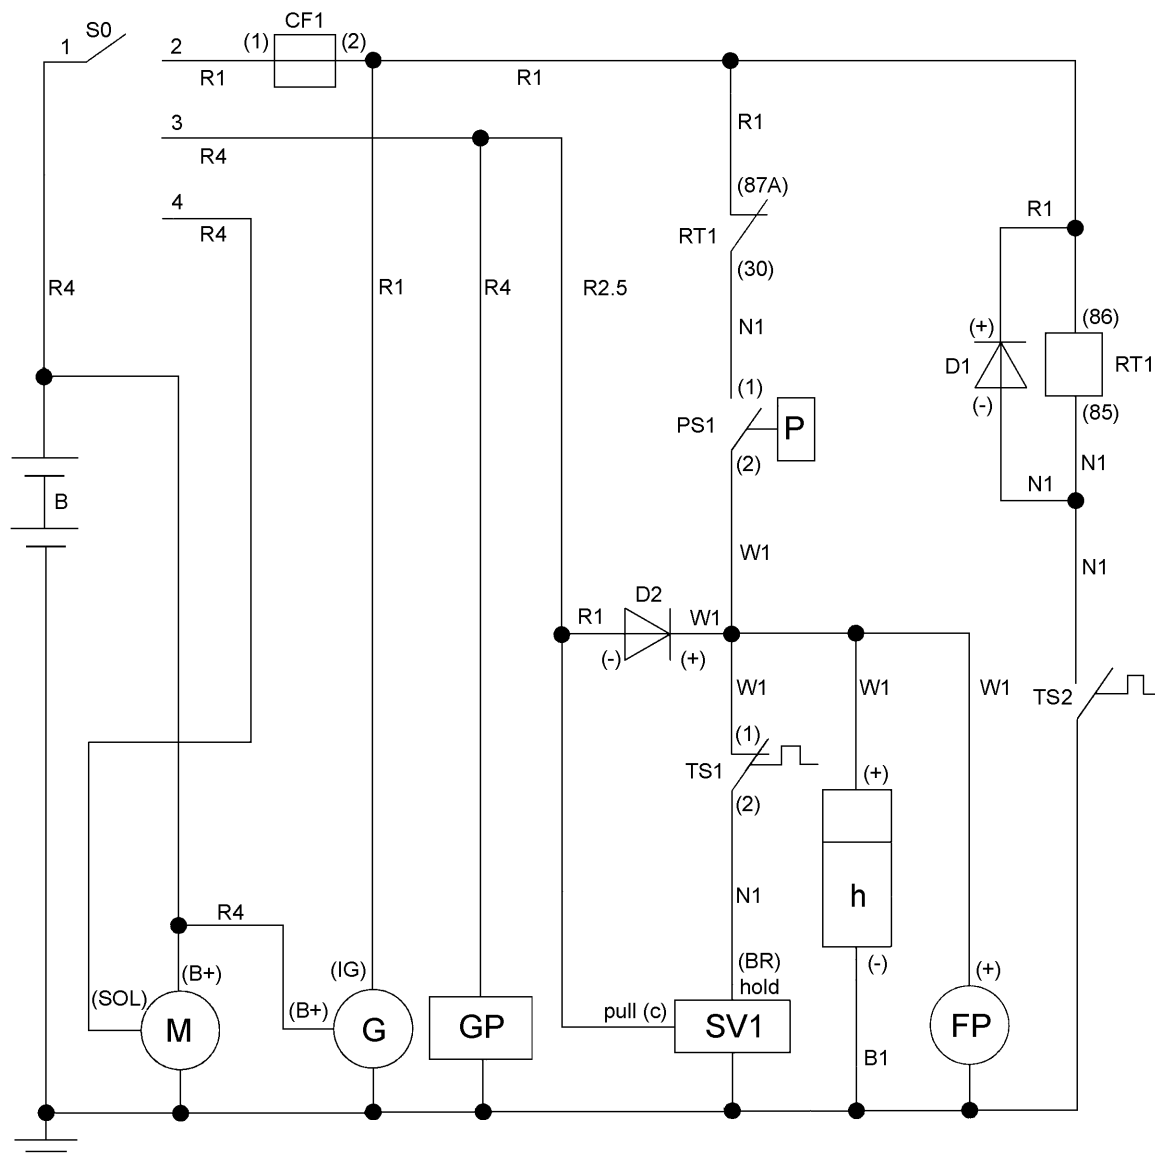 CF1
S0
1
2
(1)
(2)
R1
R1
3
R1
R4
(87A)
4
R1
R4
RT1
(30)
R4
R1
R4
R2.5
(86)
N1
(+)
D1
RT1
(1)
(-)
(85)
PS1
P
(2)
N1
N1
B
W1
N1
D2
R1
W1
(-)
(+)
W1
W1
W1
TS2
(1)
TS1
(+)
(2)
h
N1
R4
(BR)
(-)
(IG)
(B+)
(+)
hold
(SOL)
(B+)
pull (c)
M
G
GP
SV1
FP
B1